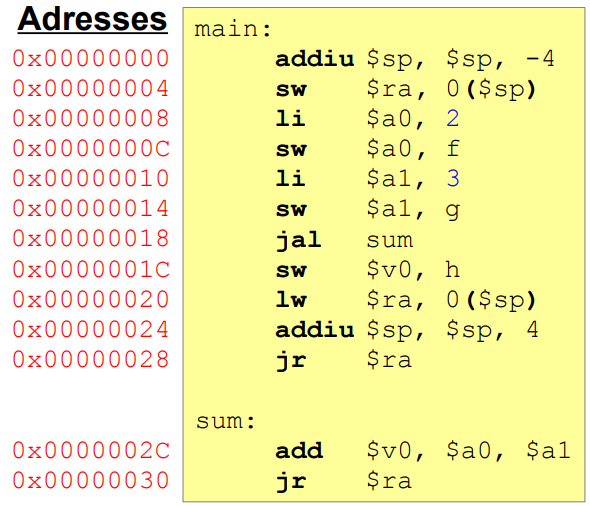 Adresses
main:
0x00000000 addiu $sp, $sp, -4
0x00000004 sw $ra, 0($sp)
0x00000008 li $a0, 2
0x0000000C sw $a0, f
0x00000010 li $a1, 3
0x00000014 sw $a1, g
0x00000018 jal sum
0x0000001C sw $v0, h
0x00000020 lw $ra, 0($sp)
0x00000024 addiu $sp, $sp, 4
0x00000028 jr $ra
sum:
0x0000002C add $v0, $a0, $a1
0x00000030 jr $ra